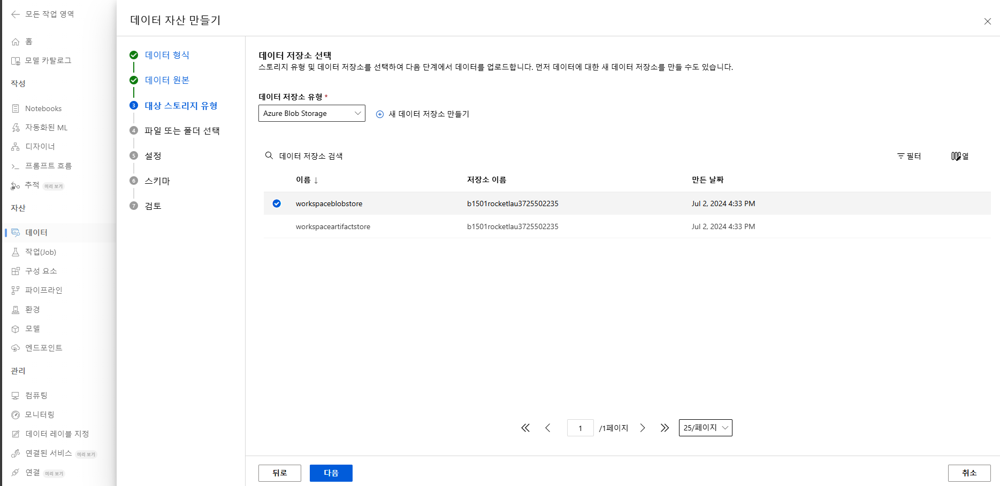 모든 작업 영역
홈
모델 카탈로그
작성
Notebooks
자동화된 ML
디자이너
프롬프트 흐름
추적 미리 보기
자산
데이터
작업(Job)
구성 요소
파이프라인
환경
모델
엔드포인트
관리
컴퓨팅
모니터링
데이터 레이블 지정
연결된 서비스 미리 보기
연결 미리 보기
데이터 자산 만들기
데이터 형식
데이터 원본
3 대상 스토리지 유형
4 파일 또는 폴더 선택
5 설정
6 스키마
7 검토
데이터 저장소 선택
스토리지 유형 및 데이터 저장소를 선택하여 다음 단계에서 데이터를 업로드합니다. 먼저 데이터에 대한 새 데이터 저장소를 만들 수도 있습니다.
데이터 저장소 유형 *
Azure Blob Storage 새 데이터 저장소 만들기
데이터 저장소 검색 필터 열
이름 ↓ 저장소 이름 만든 날짜
workspaceblobstore b1501rocketlau3725502235 Jul 2, 2024 4:33 PM
workspaceartifactstore b1501rocketlau3725502235 Jul 2, 2024 4:33 PM
1 /1페이지 25/페이지
뒤로 다음 취소